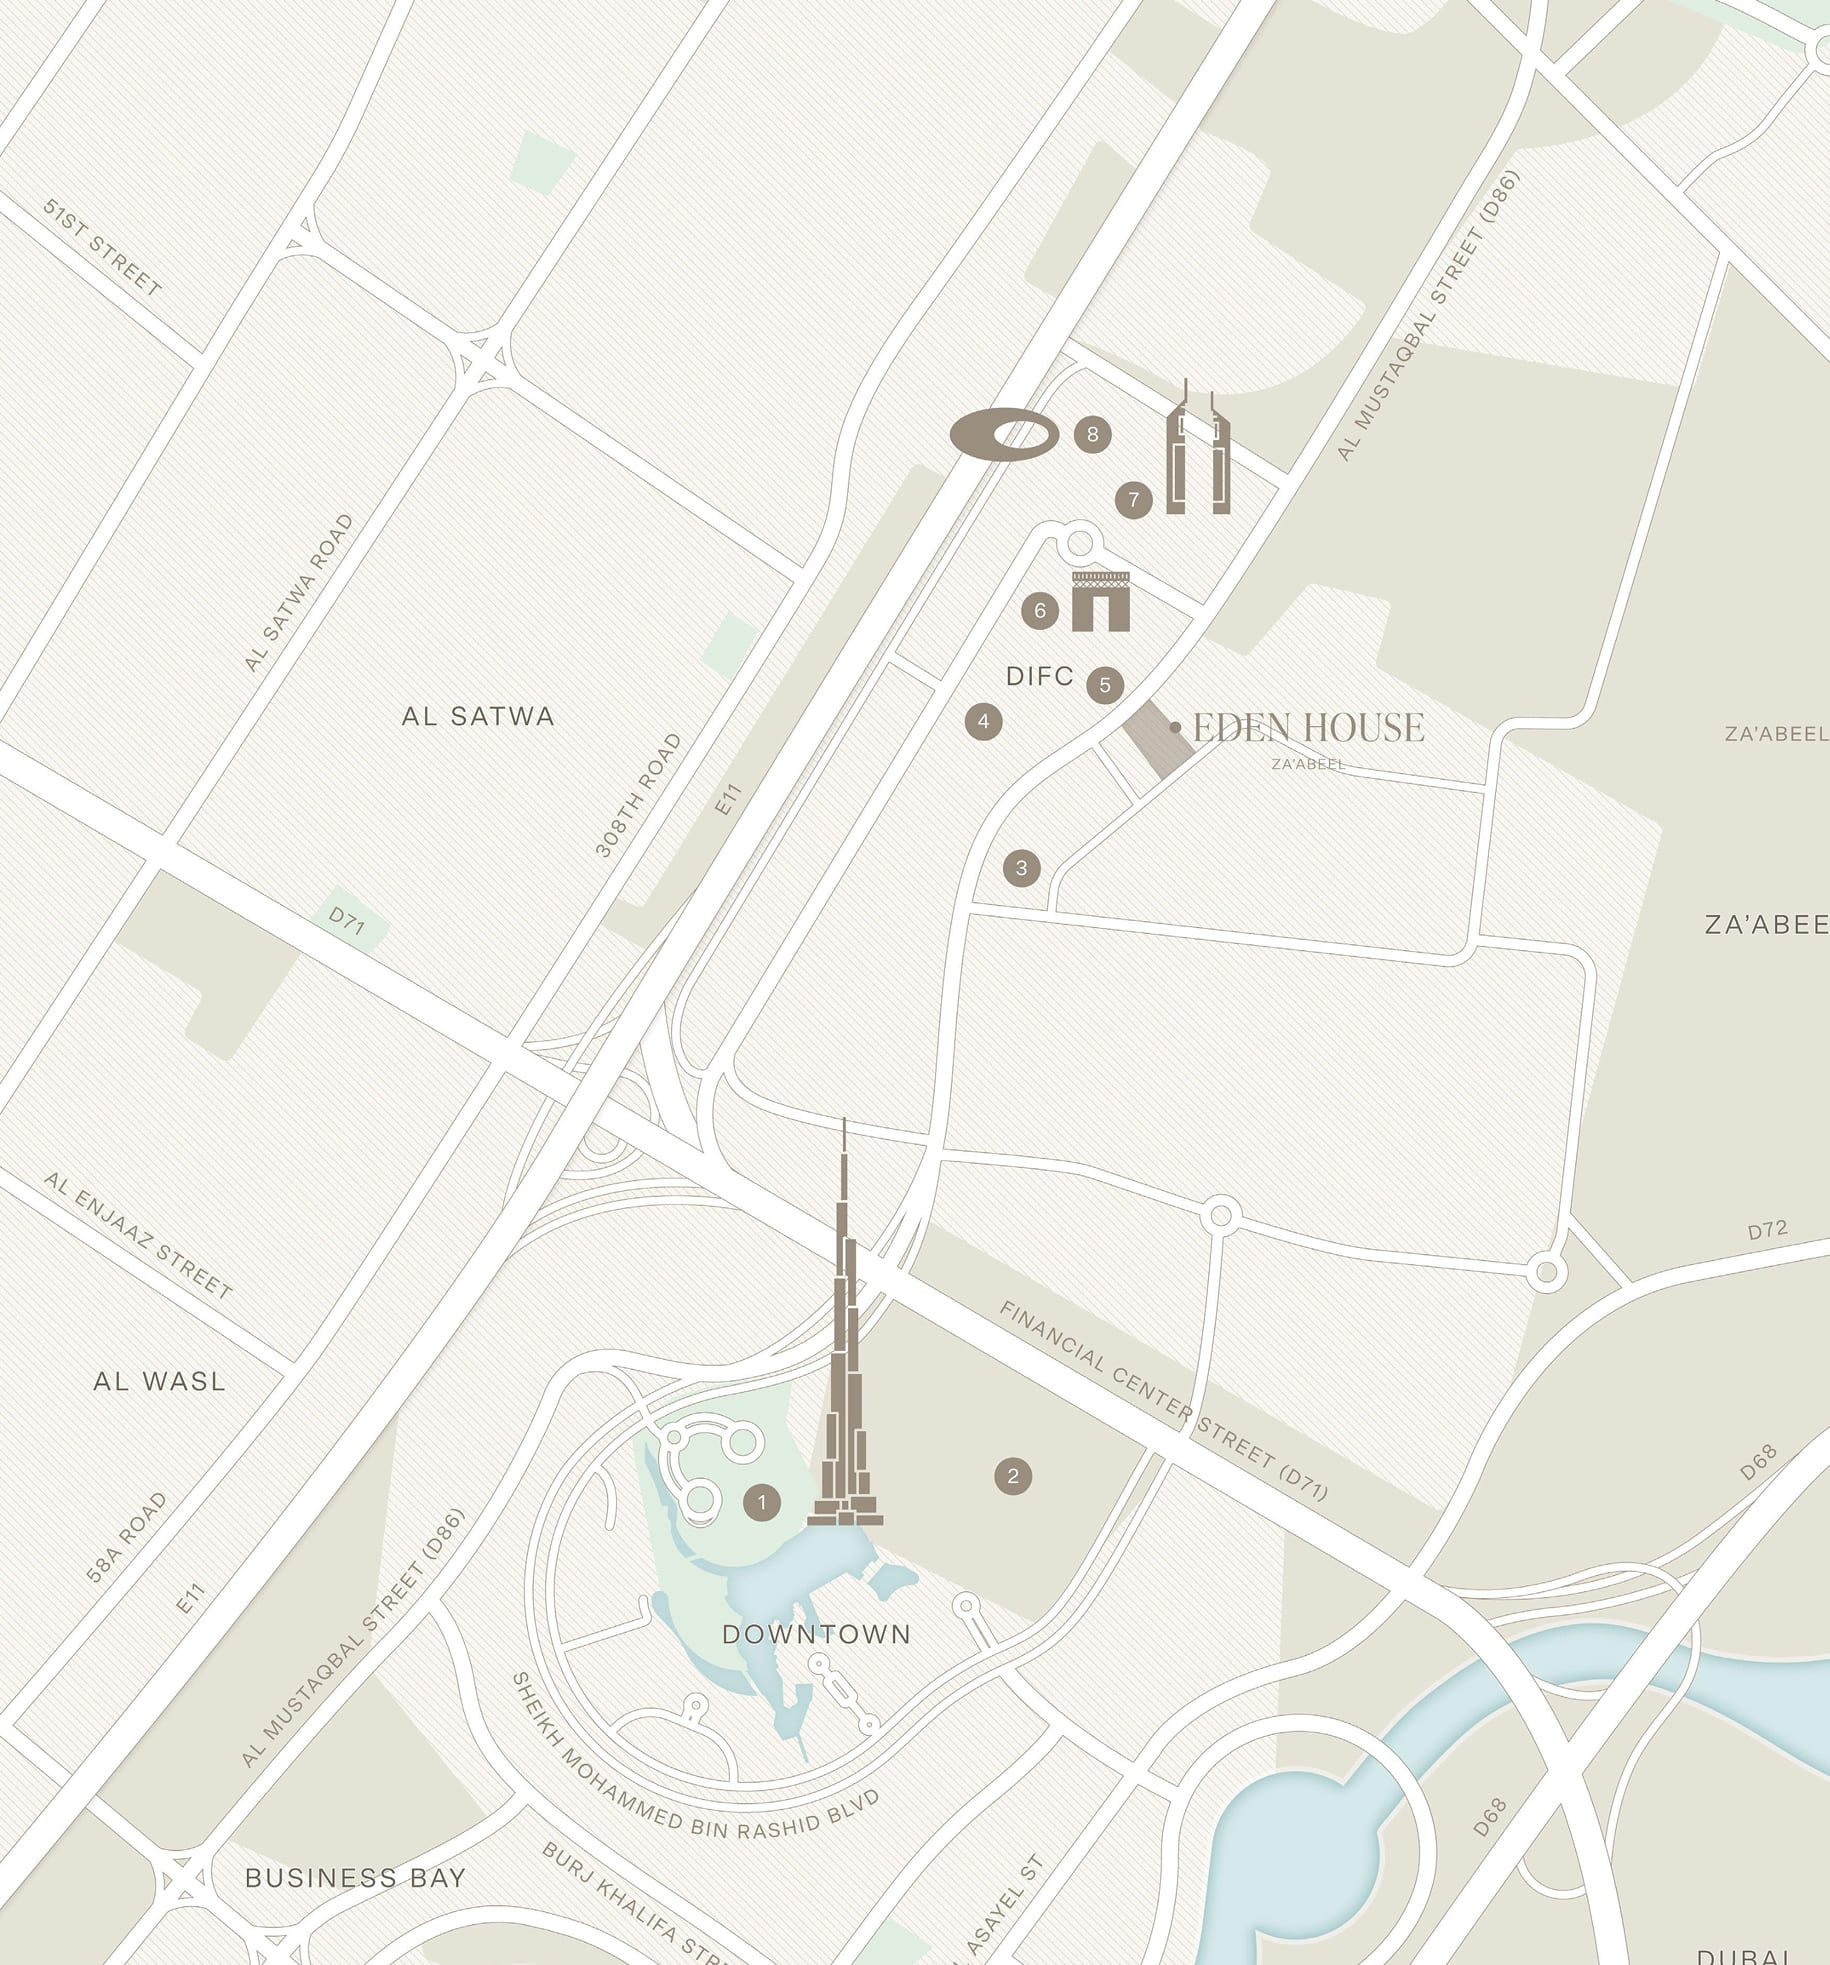 51ST STREET
AL MUSTAQBAL STREET (D86)
8
7
AL SATWA ROAD
6
DIFC
5
4
AL SATWA
EDEN HOUSE
ZA'ABEEL
ZA'ABEEL
308TH ROAD
E11
3
D71
ZA'ABEE
AL ENJAAZ STREET
D72
AL WASL
FINANCIAL CENTER STREET (D71)
2
1
D68
58A ROAD
E11
AL MUSTAQBAL STREET (D86)
DOWNTOWN
SHEIKH MOHAMMED BIN RASHID BLVD
D68
BUSINESS BAY
BURJ KHALIFA STRE
ASAYEL ST
DUBAI